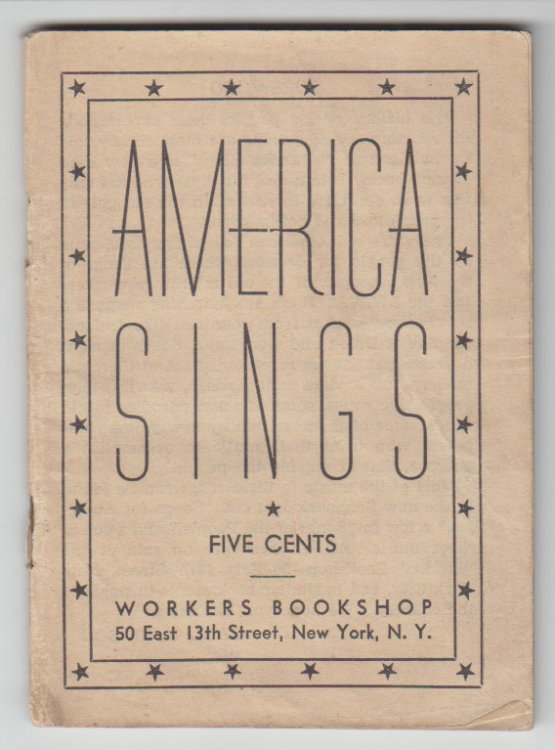 AMERICA
SINGS
FIVE CENTS
WORKERS BOOKSHOP
50 East 13th Street, New York, N. Y.